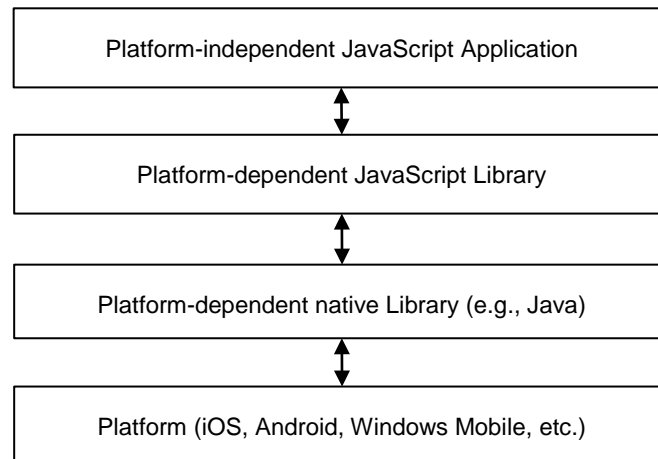 Platform-independent JavaScript Application
Platform-dependent JavaScript Library
Platform-dependent native Library (e.g., Java)
Platform (iOS, Android, Windows Mobile, etc.)